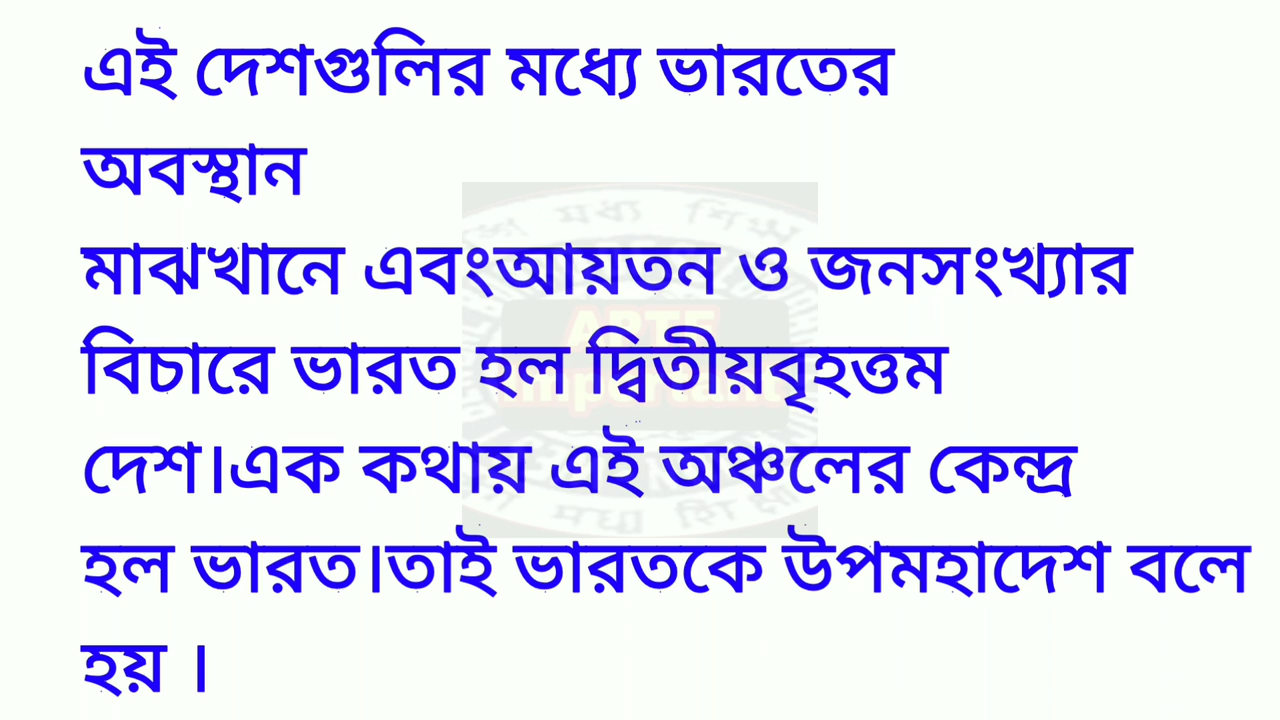 এই দেশগুলির মধ্যে ভারতের
অবস্থান
মাঝখানে এবংআয়তন ও জনসংখ্যার
বিচারে ভারত হল দ্বিতীয়বৃহত্তম
দেশ।এক কথায় এই অঞ্চলের কেন্দ্র
হল ভারত।তাই ভারতকে উপমহাদেশ বলে
হয় ।